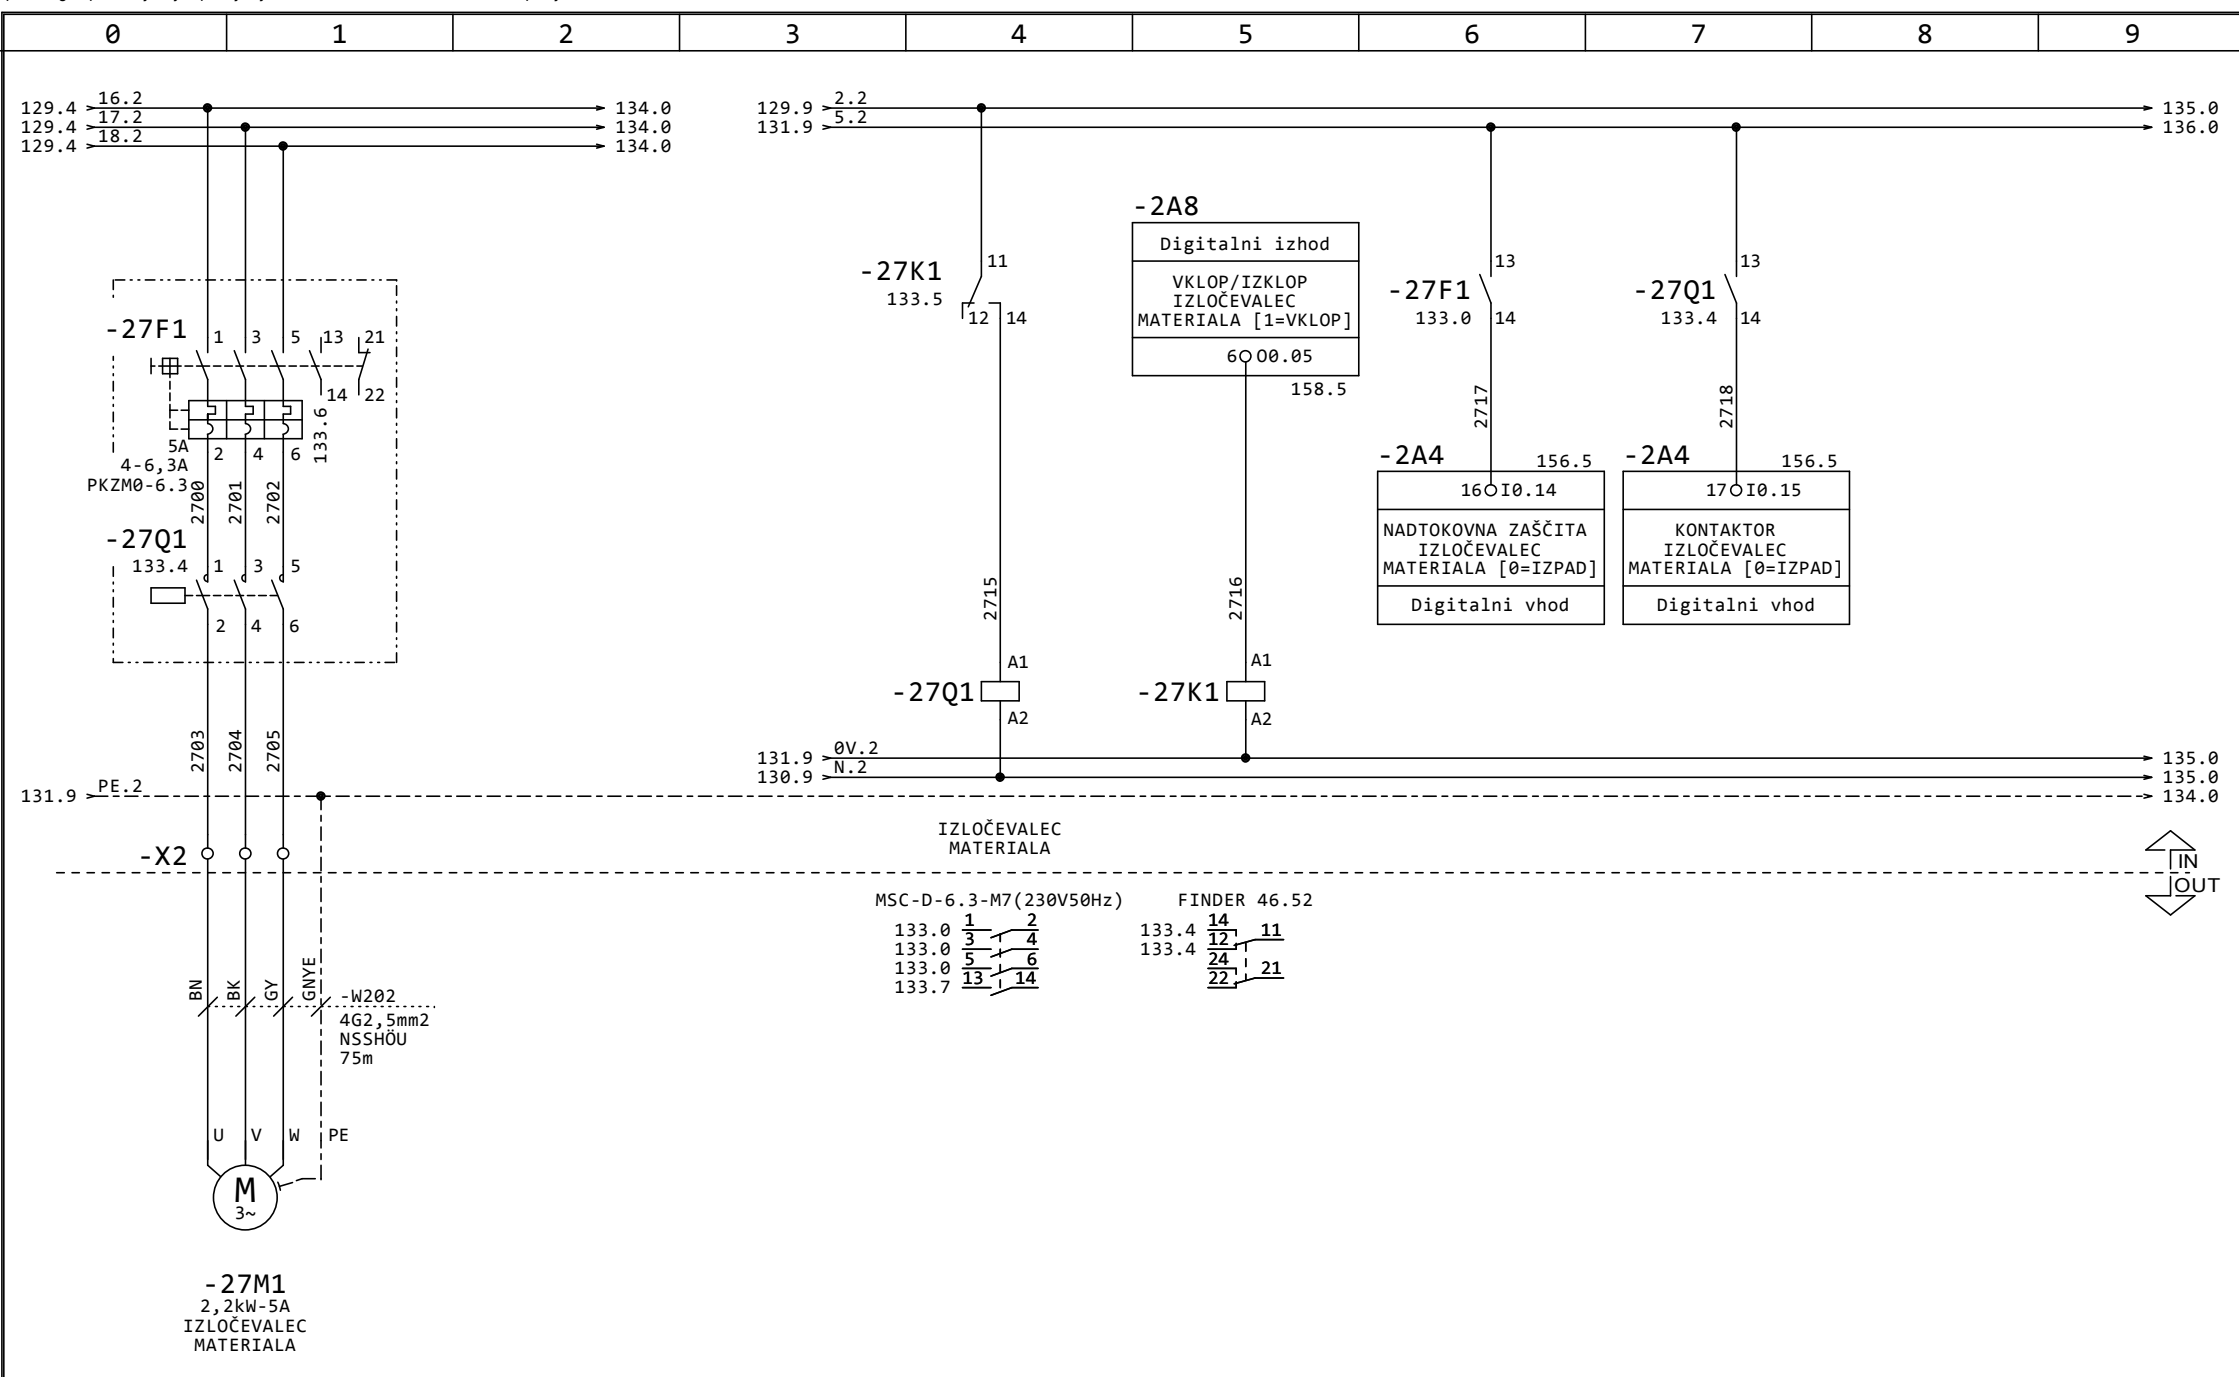 0 1 2 3 4 5 6 7 8 9
129.4 16.2 134.0
129.4 17.2 134.0
129.4 18.2 134.0
129.9 2.2 135.0
131.9 5.2 136.0
-27F1
1 3 5 13 21
14 22
133.6
5A
4-6,3A
PKZM0-6.3
2 4 6
2700 2701 2702
-27Q1
133.4
1 3 5
2 4 6
2703 2704 2705
131.9 PE.2 134.0
-X2
BN BK GY GNYE
-W202
4G2,5mm2
NSSHÖU
75m
U V W PE
M
3~
-27M1
2,2kW-5A
IZLOČEVALEC
MATERIALA
-27K1
133.5
11
12 14
2715
A1
-27Q1
A2
-2A8
Digitalni izhod
VKLOP/IZKLOP
IZLOČEVALEC
MATERIALA [1=VKLOP]
6 O0.05
158.5
2716
A1
-27K1
A2
-27F1
133.0
13
14
2717
-2A4 156.5
16 I0.14
NADTOKOVNA ZAŠČITA
IZLOČEVALEC
MATERIALA [0=IZPAD]
Digitalni vhod
-27Q1
133.4
13
14
2718
-2A4 156.5
17 I0.15
KONTAKTOR
IZLOČEVALEC
MATERIALA [0=IZPAD]
Digitalni vhod
131.9 0V.2 135.0
130.9 N.2 135.0
IZLOČEVALEC
MATERIALA
IN
OUT
MSC-D-6.3-M7(230V50Hz)
133.0 1 2
133.0 3 4
133.0 5 6
133.7 13 14
FINDER 46.52
133.4 14
133.4 12 11
24
22 21